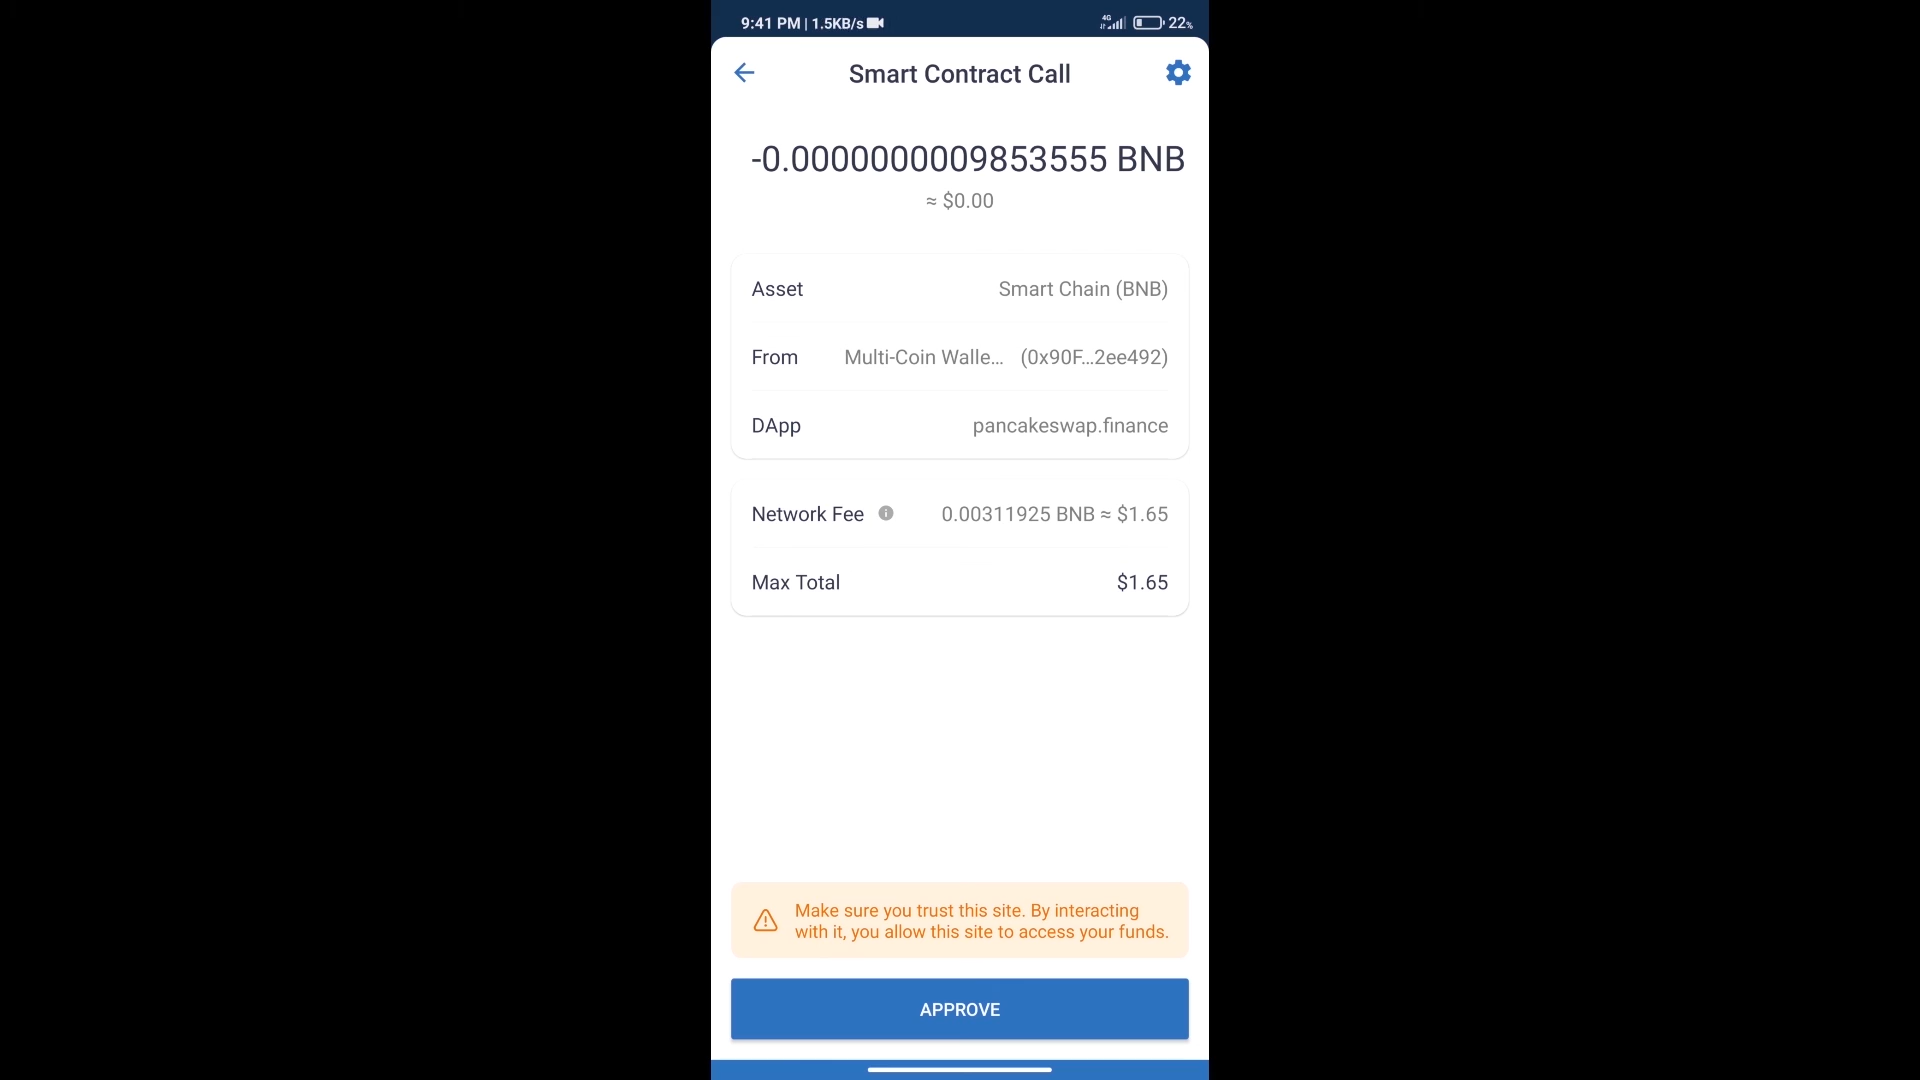 9:41 PM | 1.5KB/s 4G 22%
Smart Contract Call
-0.0000000009853555 BNB
≈ $0.00
Asset Smart Chain (BNB)
From Multi-Coin Walle... (0x90F...2ee492)
DApp pancakeswap.finance
Network Fee 0.00311925 BNB ≈ $1.65
Max Total $1.65
Make sure you trust this site. By interacting
with it, you allow this site to access your funds.
APPROVE